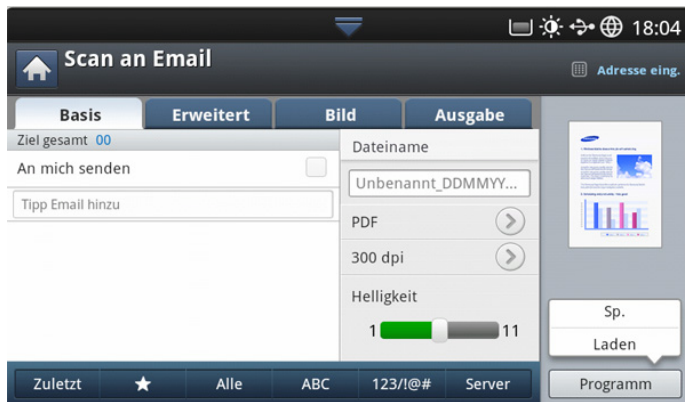 18:04
Scan an Email
Adresse eing.
Basis
Erweitert
Bild
Ausgabe
Ziel gesamt 00
An mich senden
Tipp Email hinzu
Dateiname
Unbenannt_DDMMYY...
PDF
300 dpi
Helligkeit
1 11
Sp.
Laden
Zuletzt
Alle
ABC
123/!@#
Server
Programm